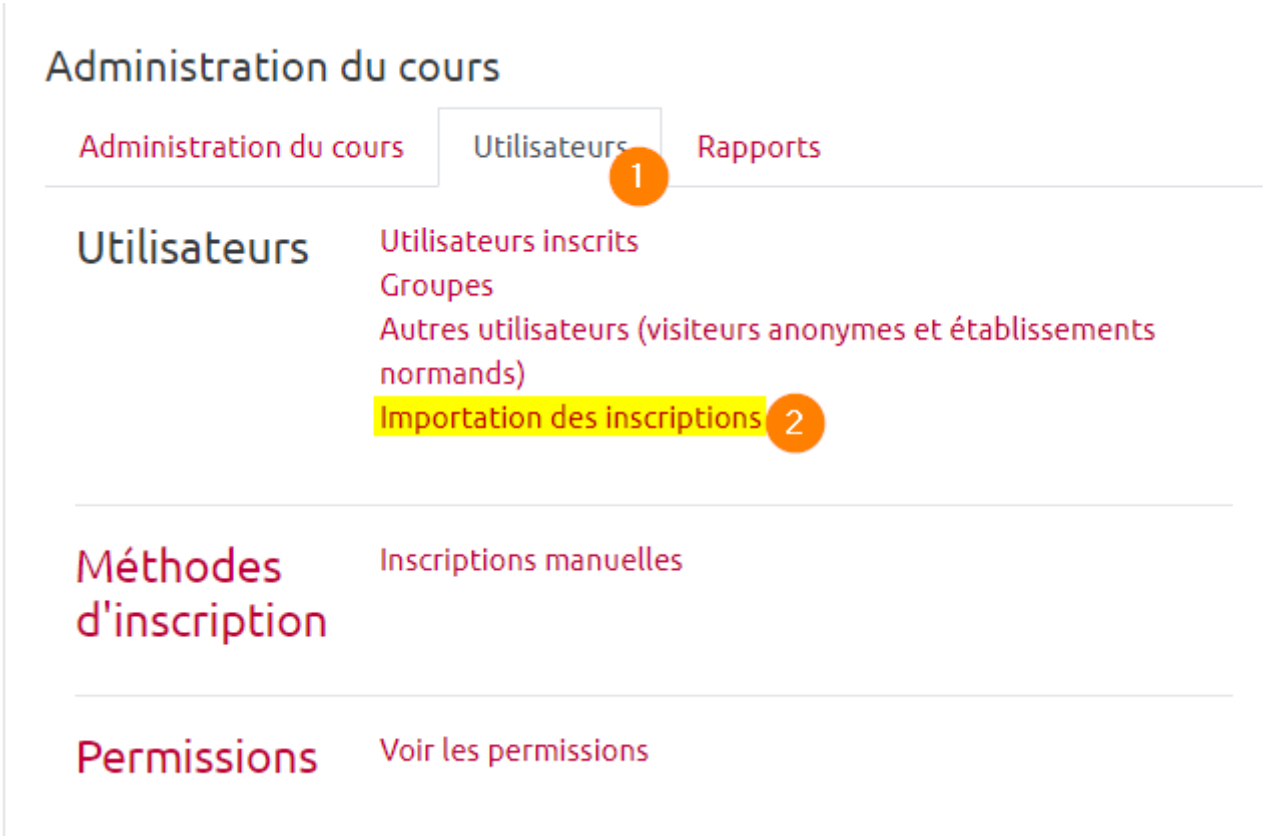 Administration du cours
Administration du cours
Utilisateurs
1
Rapports
Utilisateurs
Utilisateurs inscrits
Groupes
Autres utilisateurs (visiteurs anonymes et établissements
normands)
Importation des inscriptions
2
Méthodes
d'inscription
Inscriptions manuelles
Permissions
Voir les permissions